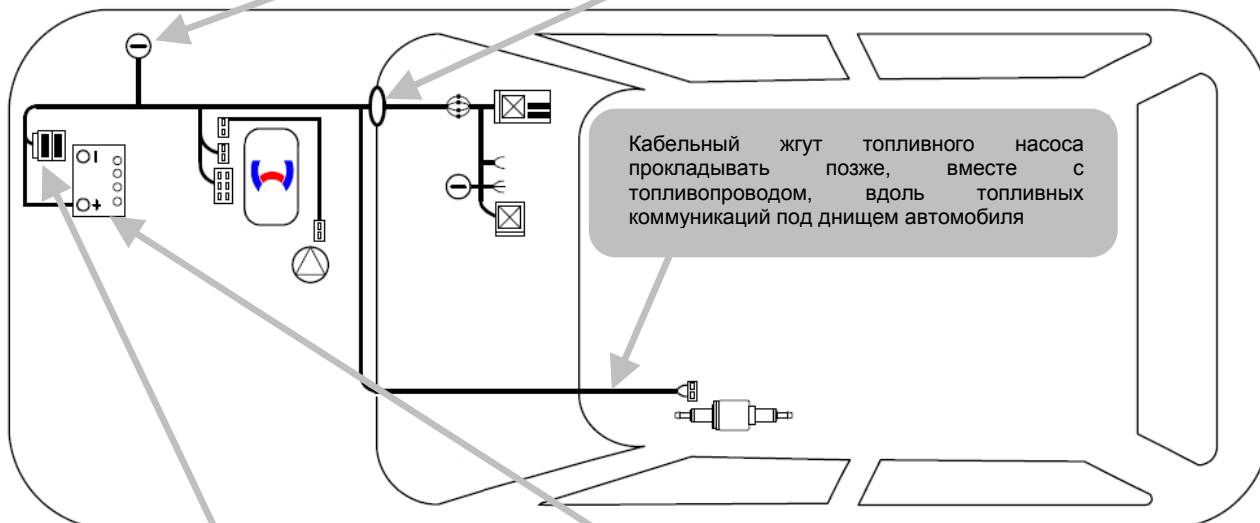 Кабельный жгут топливного насоса
прокладывать позже, вместе с
топливопроводом, вдоль топливных
коммуникаций под днищем автомобиля